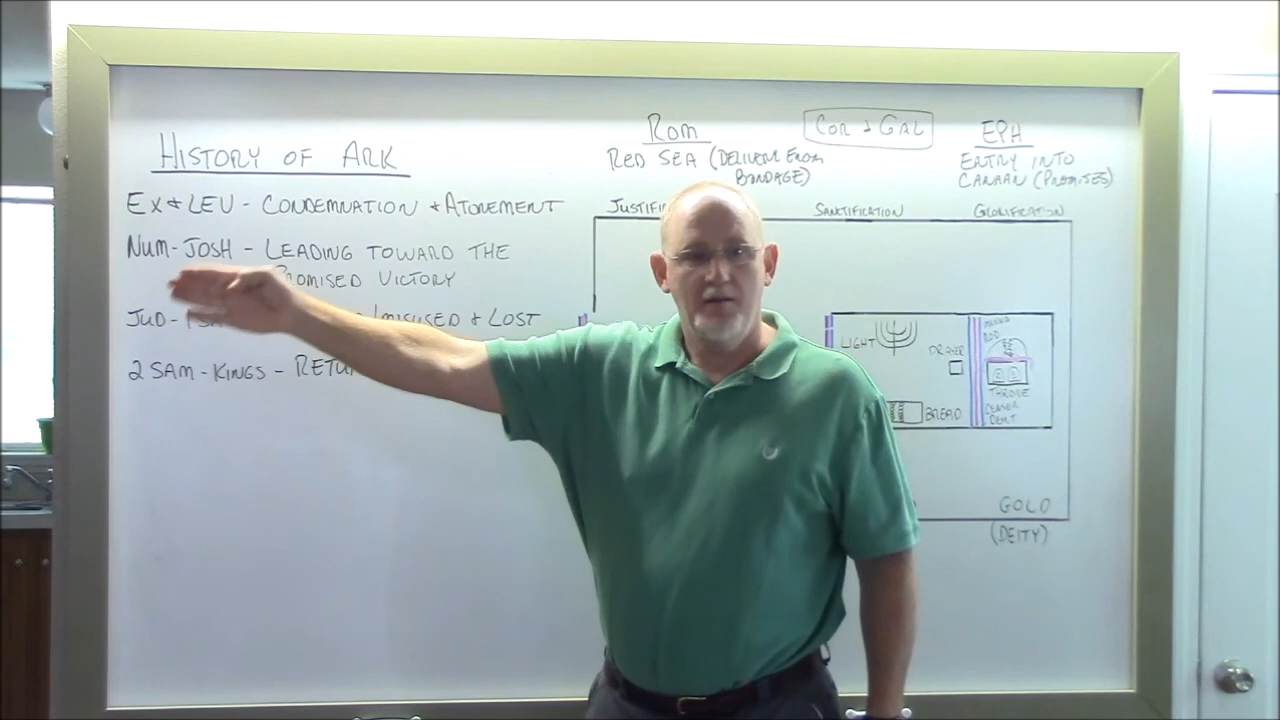 HISTORY OF ARK
EX & LEV - CONDEMNATION & ATONEMENT
NUM - JOSH - LEADING TOWARD THE
PROMISED VICTORY
JUD - MISUSED & LOST
2 SAM - KINGS - RETU
ROM
RED SEA (DELIVER FROM
BONDAGE)
COR & GAL
EPH
ENTRY INTO
CANAAN (PROMISES)
JUSTIFI
SANCTIFICATION
GLORIFICATION
LIGHT
BREAD
THRONE
GOLD
(DEITY)